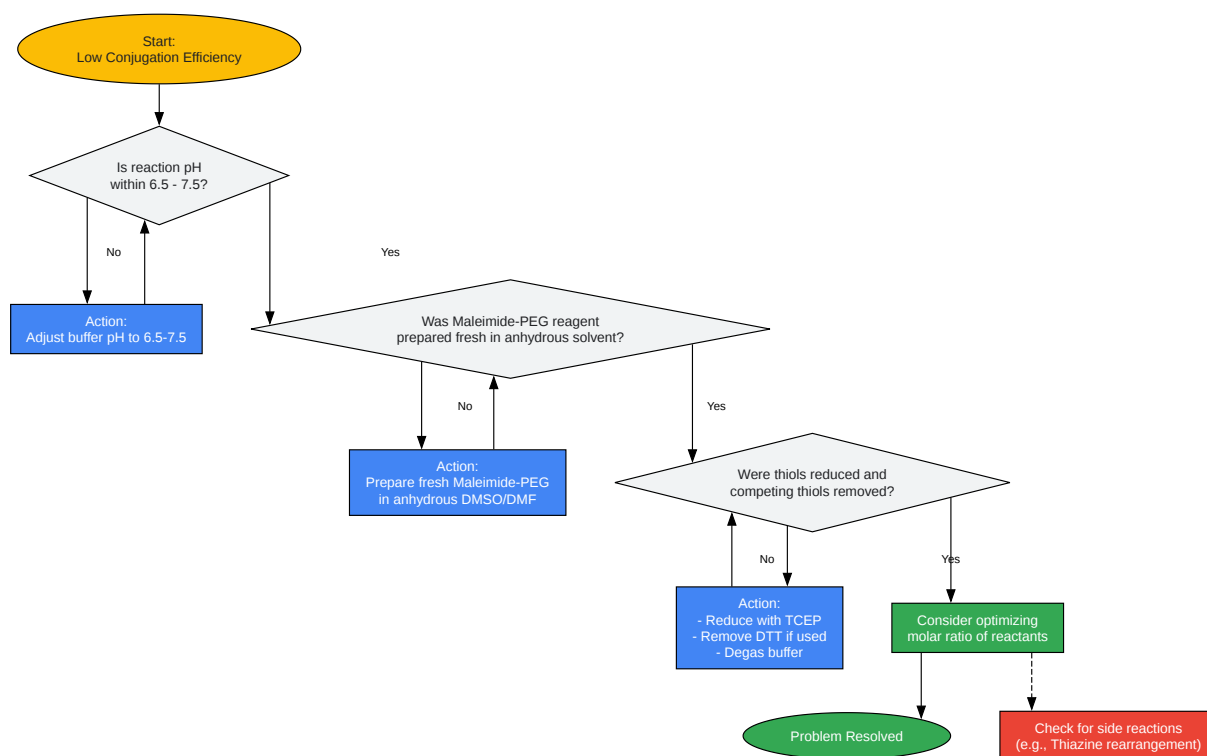 Start:
Low Conjugation Efficiency
Is reaction pH
within 6.5 - 7.5?
No
Yes
Action:
Adjust buffer pH to 6.5-7.5
Was Maleimide-PEG reagent
prepared fresh in anhydrous solvent?
No
Yes
Action:
Prepare fresh Maleimide-PEG
in anhydrous DMSO/DMF
Were thiols reduced and
competing thiols removed?
No
Yes
Action:
- Reduce with TCEP
- Remove DTT if used
- Degas buffer
Consider optimizing
molar ratio of reactants
Problem Resolved
Check for side reactions
(e.g., Thiazine rearrangement)